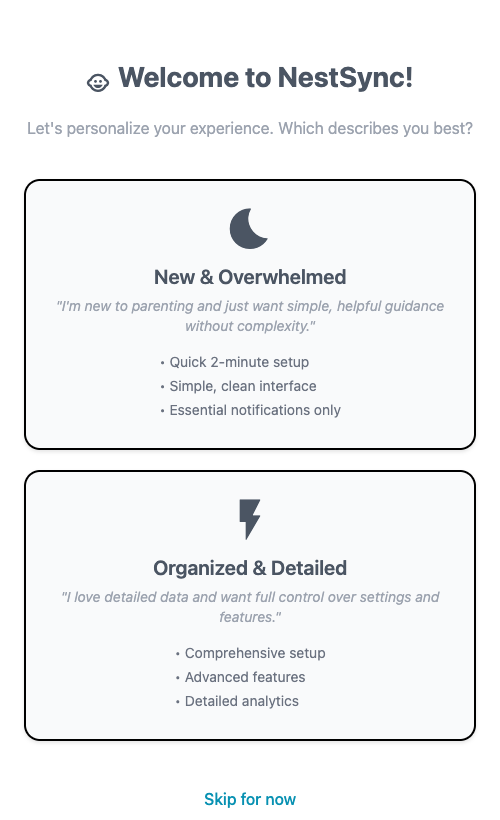 Welcome to NestSync!
Let's personalize your experience. Which describes you best?
New & Overwhelmed
"I'm new to parenting and just want simple, helpful guidance
without complexity."
• Quick 2-minute setup
• Simple, clean interface
• Essential notifications only
Organized & Detailed
"I love detailed data and want full control over settings and
features."
• Comprehensive setup
• Advanced features
• Detailed analytics
Skip for now